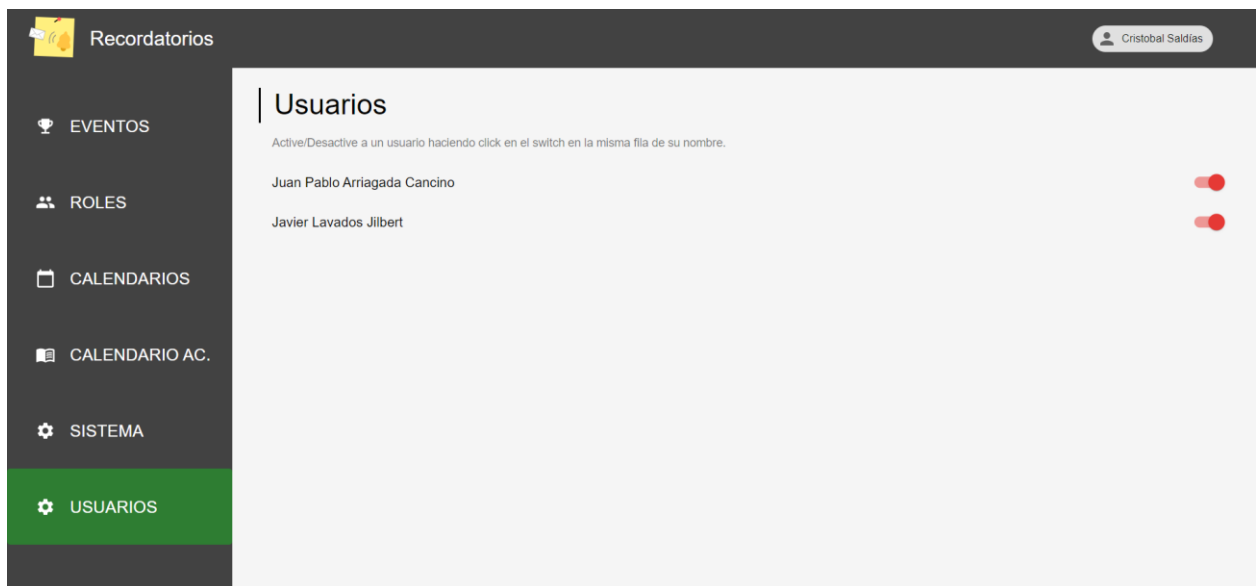 Recordatorios
Cristobal Saldías
EVENTOS
ROLES
CALENDARIOS
CALENDARIO AC.
SISTEMA
USUARIOS
Usuarios
Active/Desactive a un usuario haciendo click en el switch en la misma fila de su nombre.
Juan Pablo Arriagada Cancino
Javier Lavados Jilbert